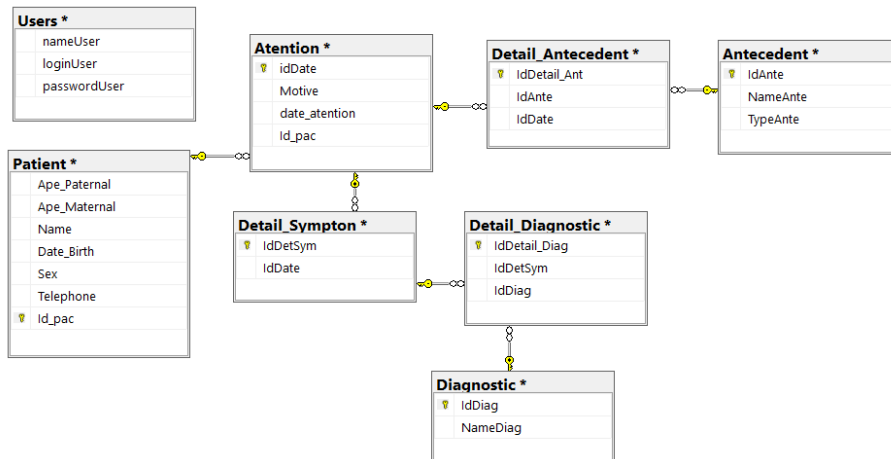 Users *
nameUser
loginUser
passwordUser
Atention *
idDate
Motive
date_atention
Id_pac
Detail_Antecedent *
IdDetail_Ant
IdAnte
IdDate
Antecedent *
IdAnte
NameAnte
TypeAnte
Patient *
Ape_Paternal
Ape_Maternal
Name
Date_Birth
Sex
Telephone
Id_pac
Detail_Sympton *
IdDetSym
IdDate
Detail_Diagnostic *
IdDetail_Diag
IdDetSym
IdDiag
Diagnostic *
IdDiag
NameDiag